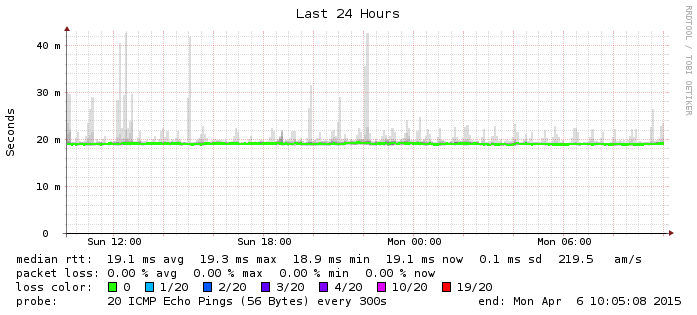 Last 24 Hours
RRDTOOL / TOBI OETIKER
Seconds
40 m
30 m
20 m
10 m
0
Sun 12:00 Sun 18:00 Mon 00:00 Mon 06:00
median rtt: 19.1 ms avg 19.3 ms max 18.9 ms min 19.1 ms now 0.1 ms sd 219.5 am/s
packet loss: 0.00 % avg 0.00 % max 0.00 % min 0.00 % now
loss color: 0 1/20 2/20 3/20 4/20 10/20 19/20
probe: 20 ICMP Echo Pings (56 Bytes) every 300s end: Mon Apr 6 10:05:08 2015